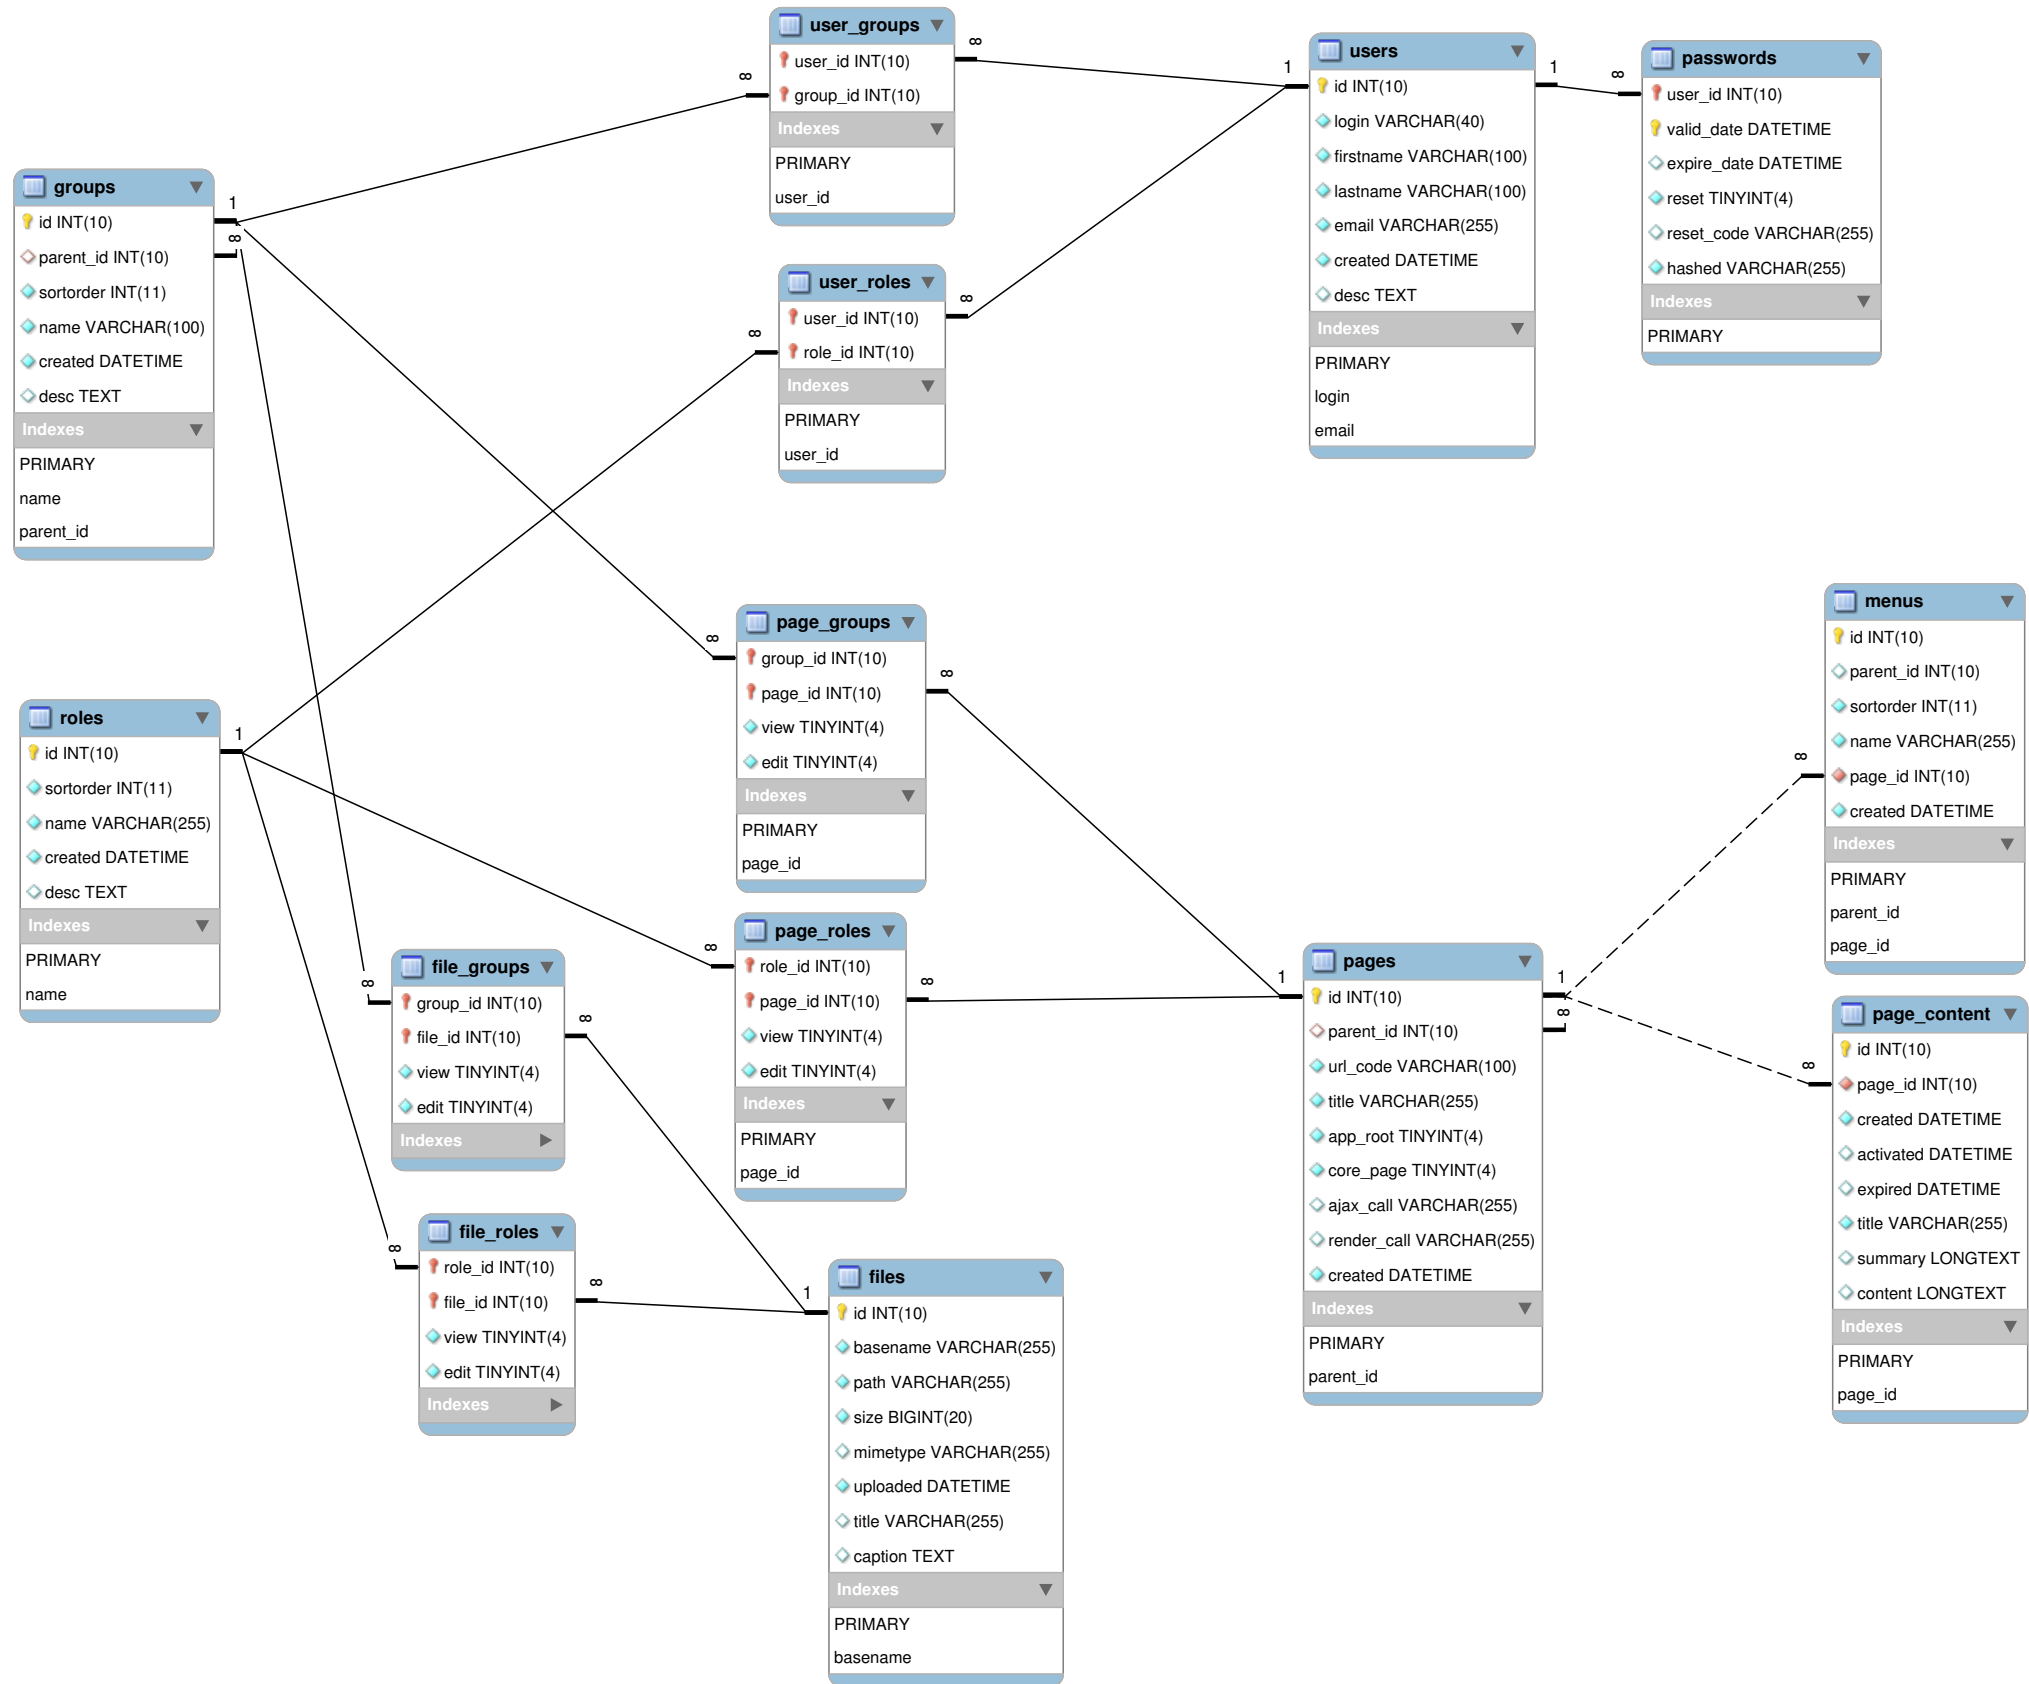 user_groups
user_id INT(10)
group_id INT(10)
Indexes
PRIMARY
user_id
users
id INT(10)
login VARCHAR(40)
firstname VARCHAR(100)
lastname VARCHAR(100)
email VARCHAR(255)
created DATETIME
desc TEXT
Indexes
PRIMARY
login
email
passwords
user_id INT(10)
valid_date DATETIME
expire_date DATETIME
reset TINYINT(4)
reset_code VARCHAR(255)
hashed VARCHAR(255)
Indexes
PRIMARY
groups
id INT(10)
parent_id INT(10)
sortorder INT(11)
name VARCHAR(100)
created DATETIME
desc TEXT
Indexes
PRIMARY
name
parent_id
user_roles
user_id INT(10)
role_id INT(10)
Indexes
PRIMARY
user_id
roles
id INT(10)
sortorder INT(11)
name VARCHAR(255)
created DATETIME
desc TEXT
Indexes
PRIMARY
name
page_groups
group_id INT(10)
page_id INT(10)
view TINYINT(4)
edit TINYINT(4)
Indexes
PRIMARY
page_id
menus
id INT(10)
parent_id INT(10)
sortorder INT(11)
name VARCHAR(255)
page_id INT(10)
created DATETIME
Indexes
PRIMARY
parent_id
page_id
file_groups
group_id INT(10)
file_id INT(10)
view TINYINT(4)
edit TINYINT(4)
Indexes
page_roles
role_id INT(10)
page_id INT(10)
view TINYINT(4)
edit TINYINT(4)
Indexes
PRIMARY
page_id
pages
id INT(10)
parent_id INT(10)
url_code VARCHAR(100)
title VARCHAR(255)
app_root TINYINT(4)
core_page TINYINT(4)
ajax_call VARCHAR(255)
render_call VARCHAR(255)
created DATETIME
Indexes
PRIMARY
parent_id
page_content
id INT(10)
page_id INT(10)
created DATETIME
activated DATETIME
expired DATETIME
title VARCHAR(255)
summary LONGTEXT
content LONGTEXT
Indexes
PRIMARY
page_id
file_roles
role_id INT(10)
file_id INT(10)
view TINYINT(4)
edit TINYINT(4)
Indexes
files
id INT(10)
basename VARCHAR(255)
path VARCHAR(255)
size BIGINT(20)
mimetype VARCHAR(255)
uploaded DATETIME
title VARCHAR(255)
caption TEXT
Indexes
PRIMARY
basename
1
∞
∞
∞
1
1
∞
∞
∞
∞
∞
1
∞
∞
∞
∞
∞
∞
∞
∞
1
1
1
∞
∞
∞